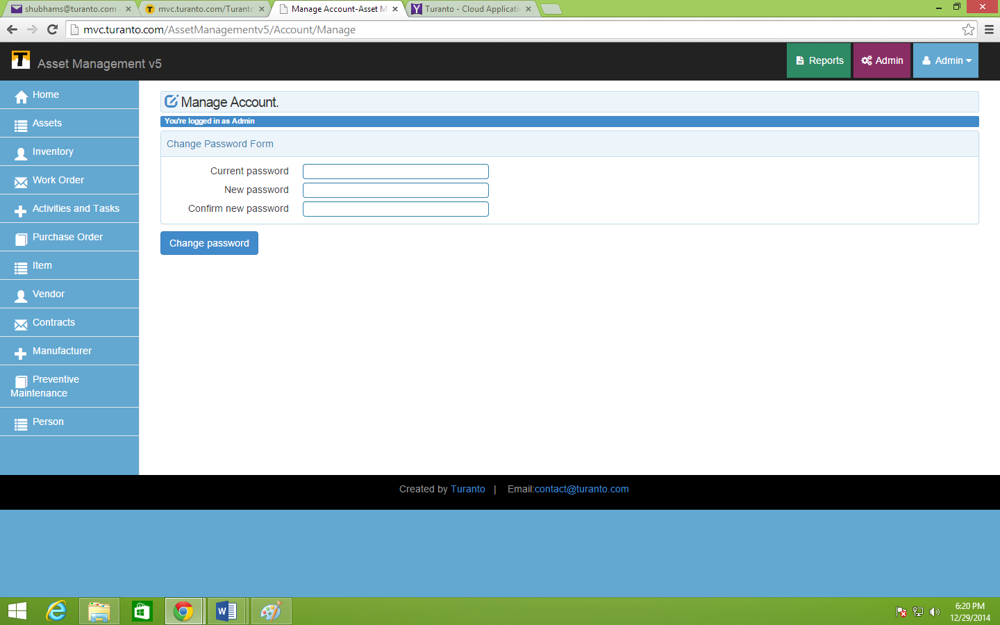 shubhams@turanto.com
mvc.turanto.com/Turanto
Manage Account-Asset M
Turanto - Cloud Applicati
mvc.turanto.com/AssetManagementv5/Account/Manage
T Asset Management v5
Reports
Admin
Admin
Home
Assets
Inventory
Work Order
Activities and Tasks
Purchase Order
Item
Vendor
Contracts
Manufacturer
Preventive
Maintenance
Person
Manage Account.
You're logged in as Admin
Change Password Form
Current password
New password
Confirm new password
Change password
Created by Turanto | Email:contact@turanto.com
6:20 PM
12/29/2014